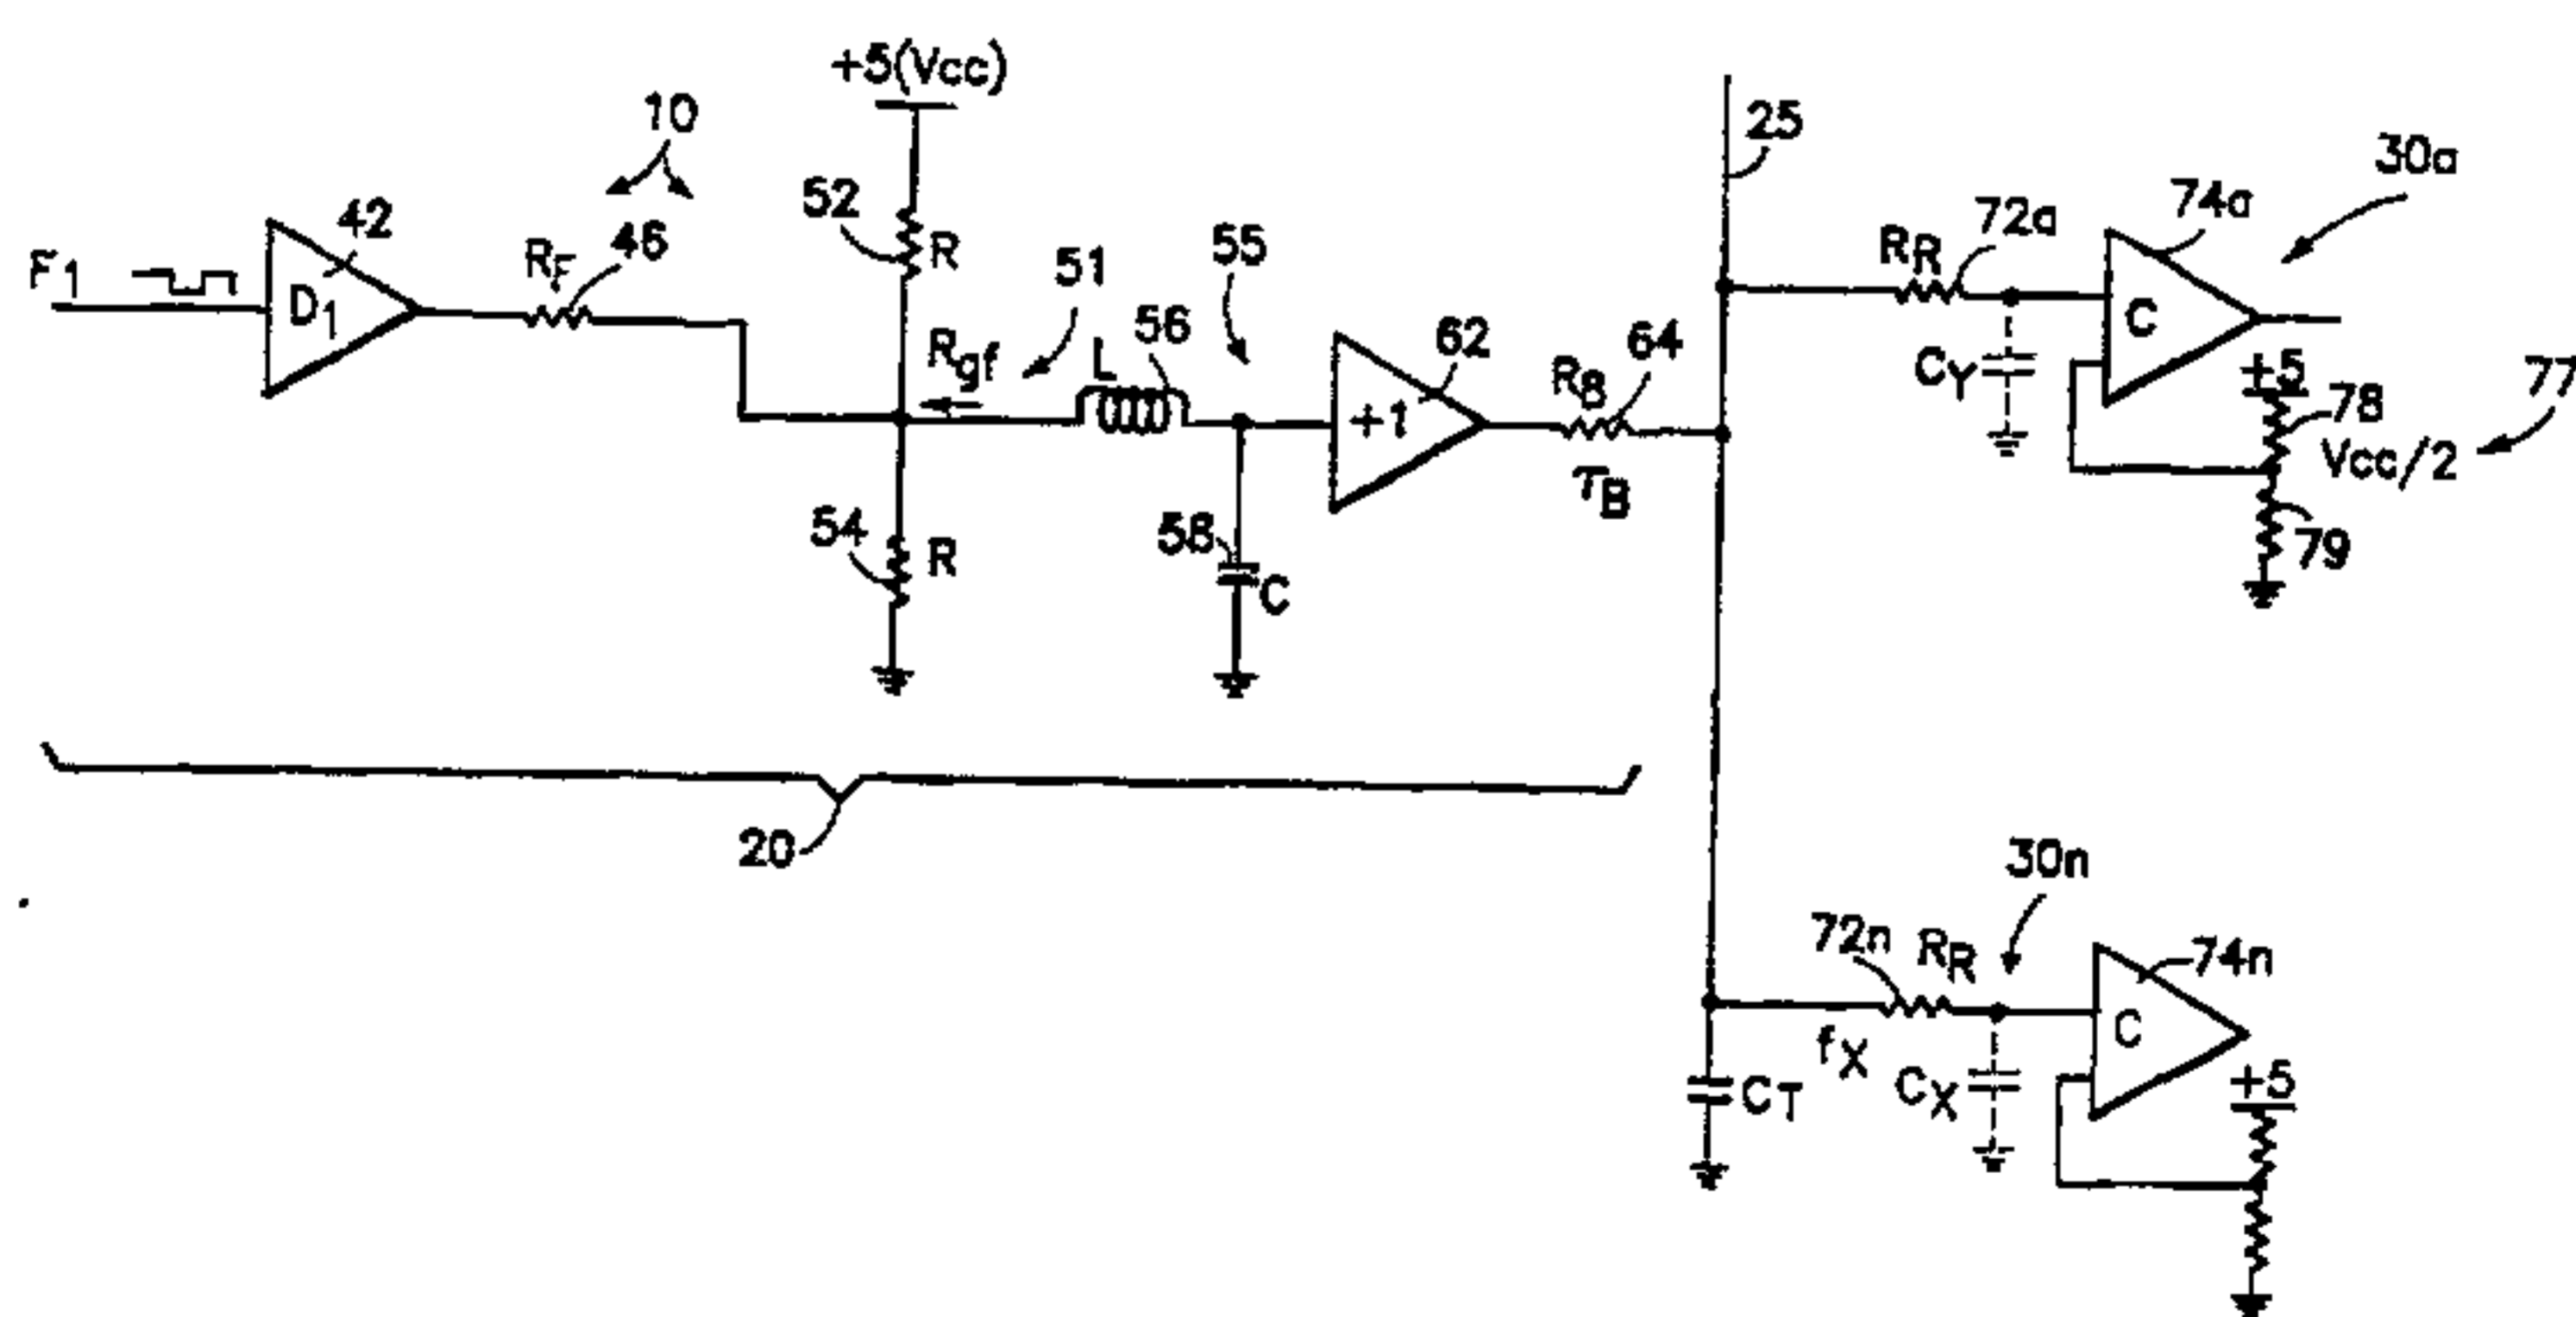 +5(Vcc)
10
25
30a
52
R
42
F1
D1
RF
46
51
55
Rgf
L
56
62
+1
RB
64
τB
RR
72a
74a
C
CY
+5
78
Vcc/2
77
79
54
R
58
C
20
30n
72n
RR
74n
C
fX
CX
CT
+5